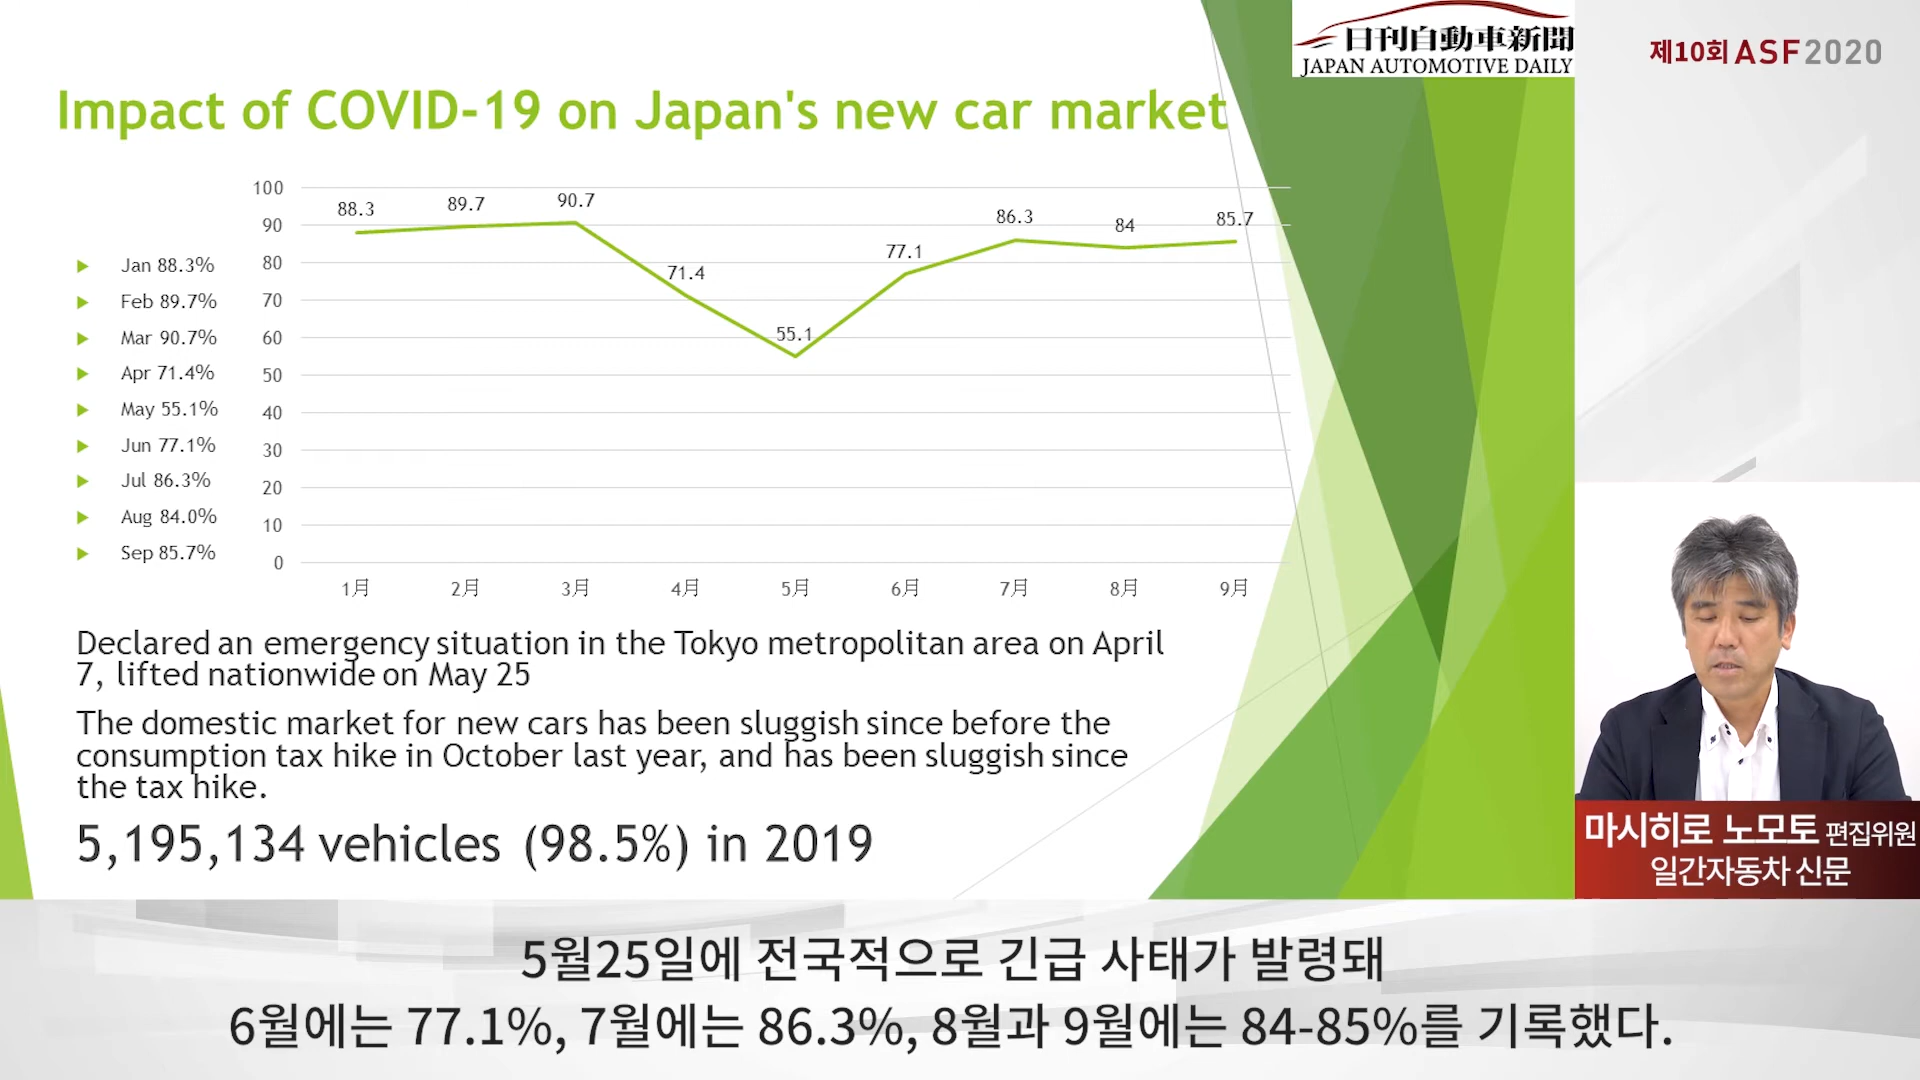 日刊自動車新聞
JAPAN AUTOMOTIVE DAILY
제10회 ASF2020
Impact of COVID-19 on Japan's new car market
Jan 88.3%
Feb 89.7%
Mar 90.7%
Apr 71.4%
May 55.1%
Jun 77.1%
Jul 86.3%
Aug 84.0%
Sep 85.7%
100
90
80
70
60
50
40
30
20
10
0
88.3
89.7
90.7
71.4
55.1
77.1
86.3
84
85.7
1月 2月 3月 4月 5月 6月 7月 8月 9月
Declared an emergency situation in the Tokyo metropolitan area on April
7, lifted nationwide on May 25
The domestic market for new cars has been sluggish since before the
consumption tax hike in October last year, and has been sluggish since
the tax hike.
5,195,134 vehicles (98.5%) in 2019
마시히로 노모토 편집위원
일간자동차 신문
5월25일에 전국적으로 긴급 사태가 발령돼
6월에는 77.1%, 7월에는 86.3%, 8월과 9월에는 84-85%를 기록했다.